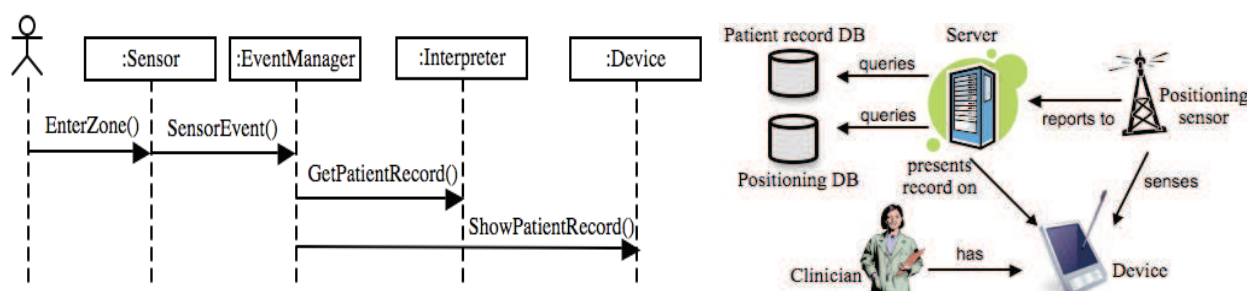 :Sensor
:EventManager
:Interpreter
:Device
EnterZone()
SensorEvent()
GetPatientRecord()
ShowPatientRecord()
Patient record DB
Server
queries
queries
Positioning DB
reports to
Positioning
sensor
presents
record on
senses
Clinician
has
Device